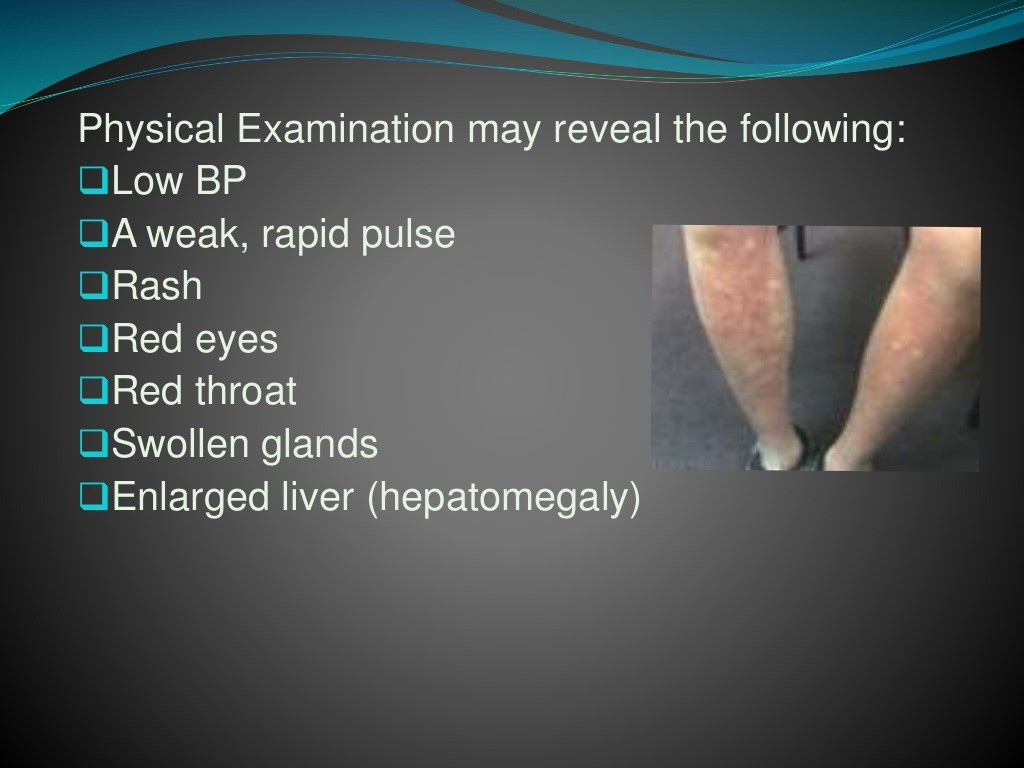 Physical Examination may reveal the following:
❑Low BP
❑A weak, rapid pulse
❑Rash
❑Red eyes
❑Red throat
❑Swollen glands
❑Enlarged liver (hepatomegaly)